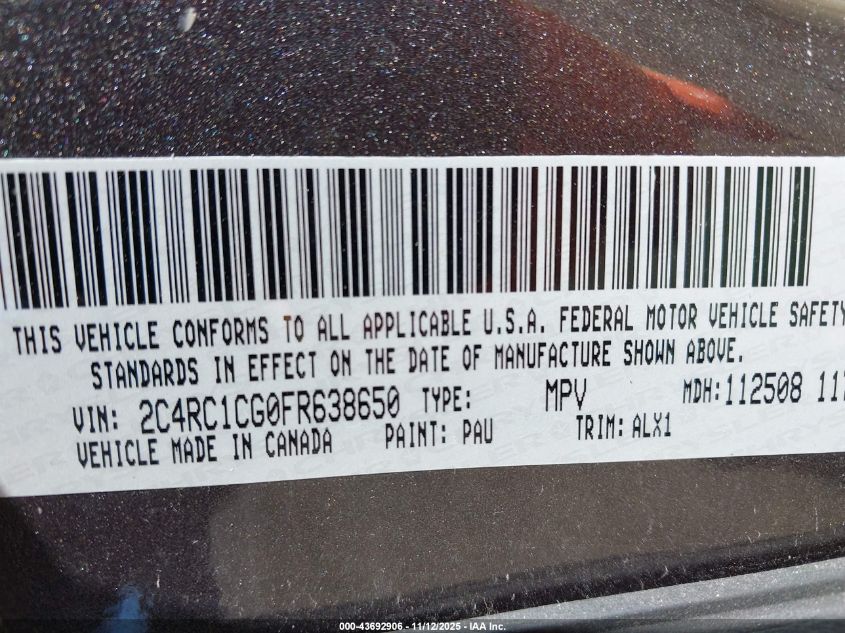 THIS VEHICLE CONFORMS TO ALL APPLICABLE U.S.A. FEDERAL MOTOR VEHICLE SAFETY
STANDARDS IN EFFECT ON THE DATE OF MANUFACTURE SHOWN ABOVE.
VIN: 2C4RC1CG0FR638650 TYPE: MPV MDH: 112508 117
VEHICLE MADE IN CANADA PAINT: PAU TRIM: ALX1
000-43692906 - 11/12/2025 - IAA Inc.